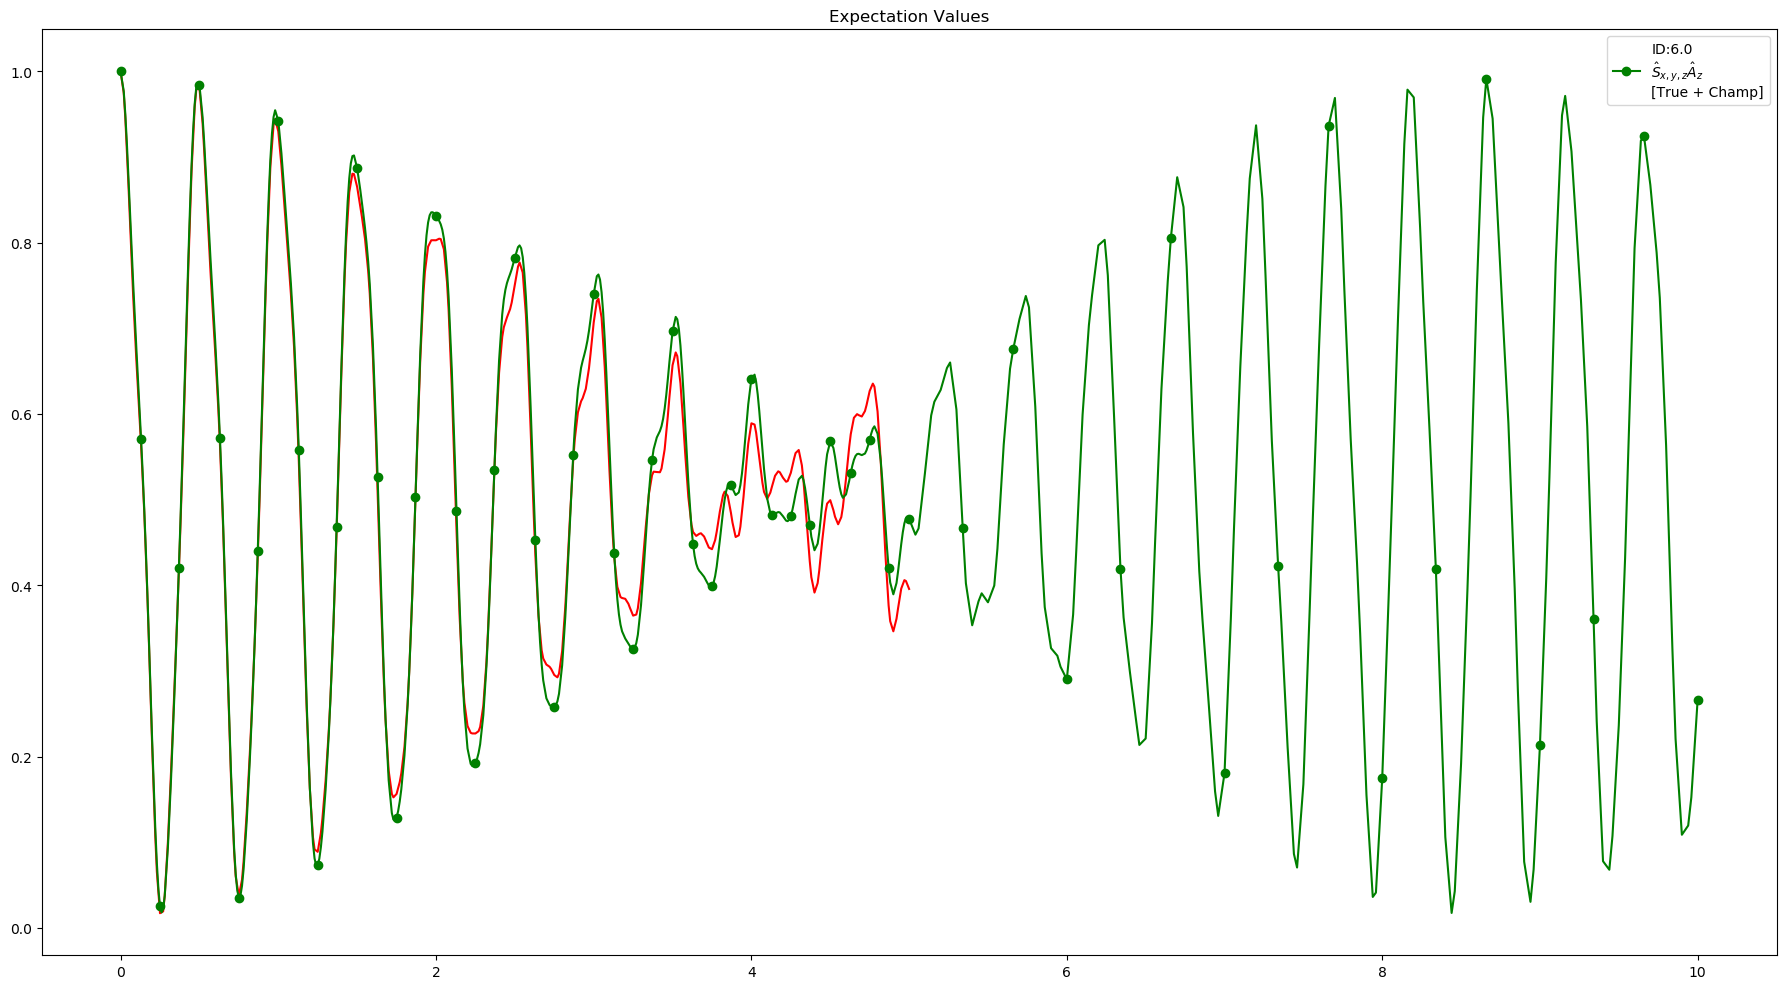 Expectation Values
ID:6.0
$\hat{S}_{x,y,z}\hat{A}_z$
[True + Champ]
1.0
0.8
0.6
0.4
0.2
0.0
0 2 4 6 8 10